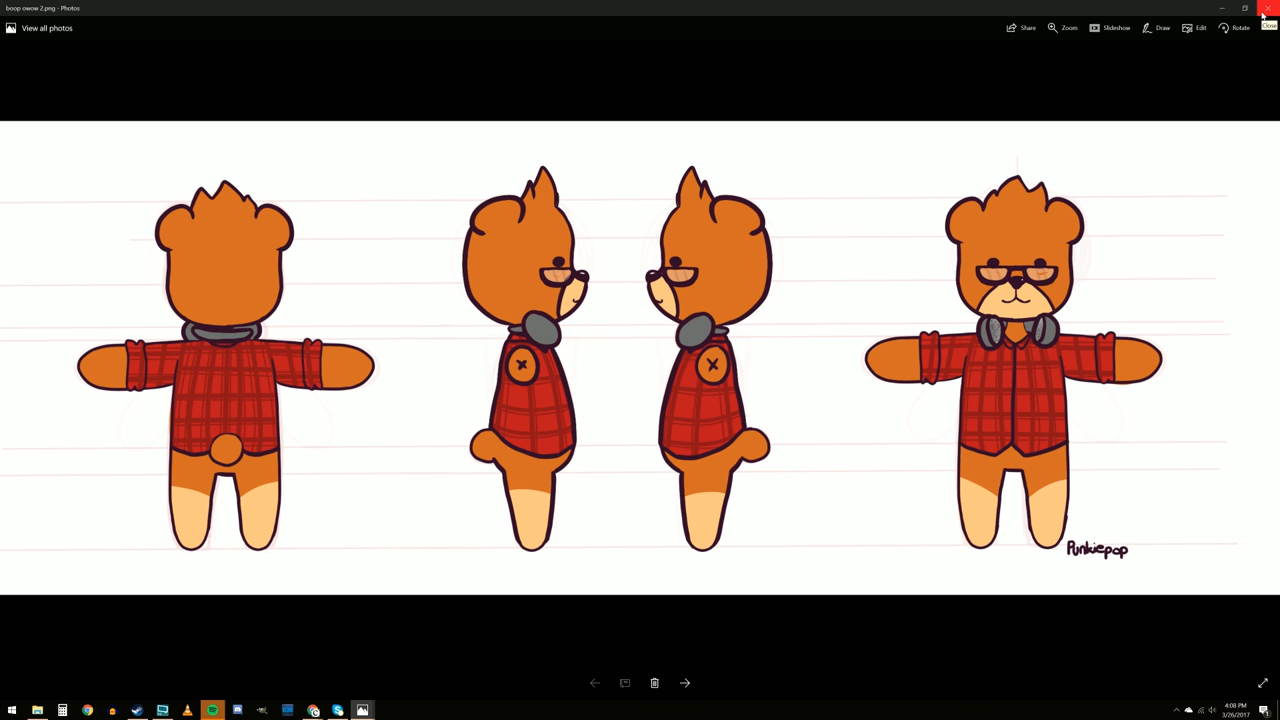 boop owow 2.png - Photos
View all photos
Share
Zoom
Slideshow
Draw
Edit
Rotate
Close
Punkiepop
4:08 PM
3/26/2017